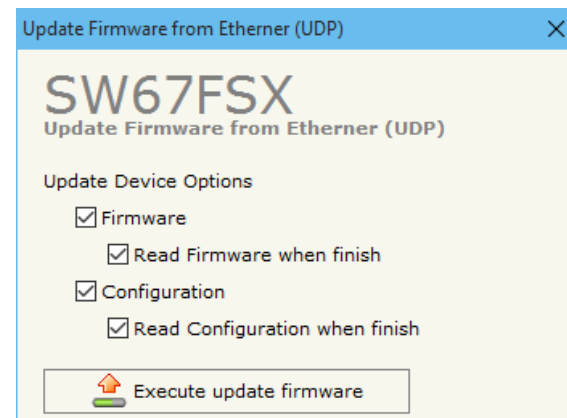 Update Firmware from Etherner (UDP)
SW67FSX
Update Firmware from Etherner (UDP)
Update Device Options
Firmware
Read Firmware when finish
Configuration
Read Configuration when finish
Execute update firmware